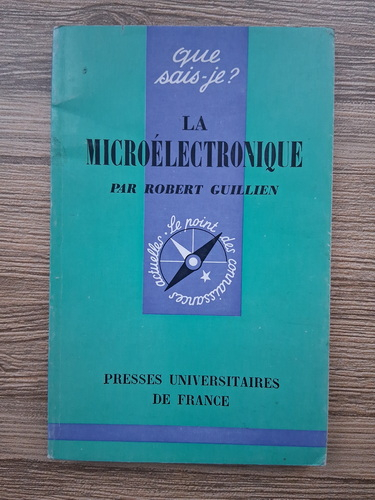 que
sais-je?
LA
MICROÉLECTRONIQUE
PAR ROBERT GUILLIEN
Le point des connaissances actuelles
PRESSES UNIVERSITAIRES
DE FRANCE